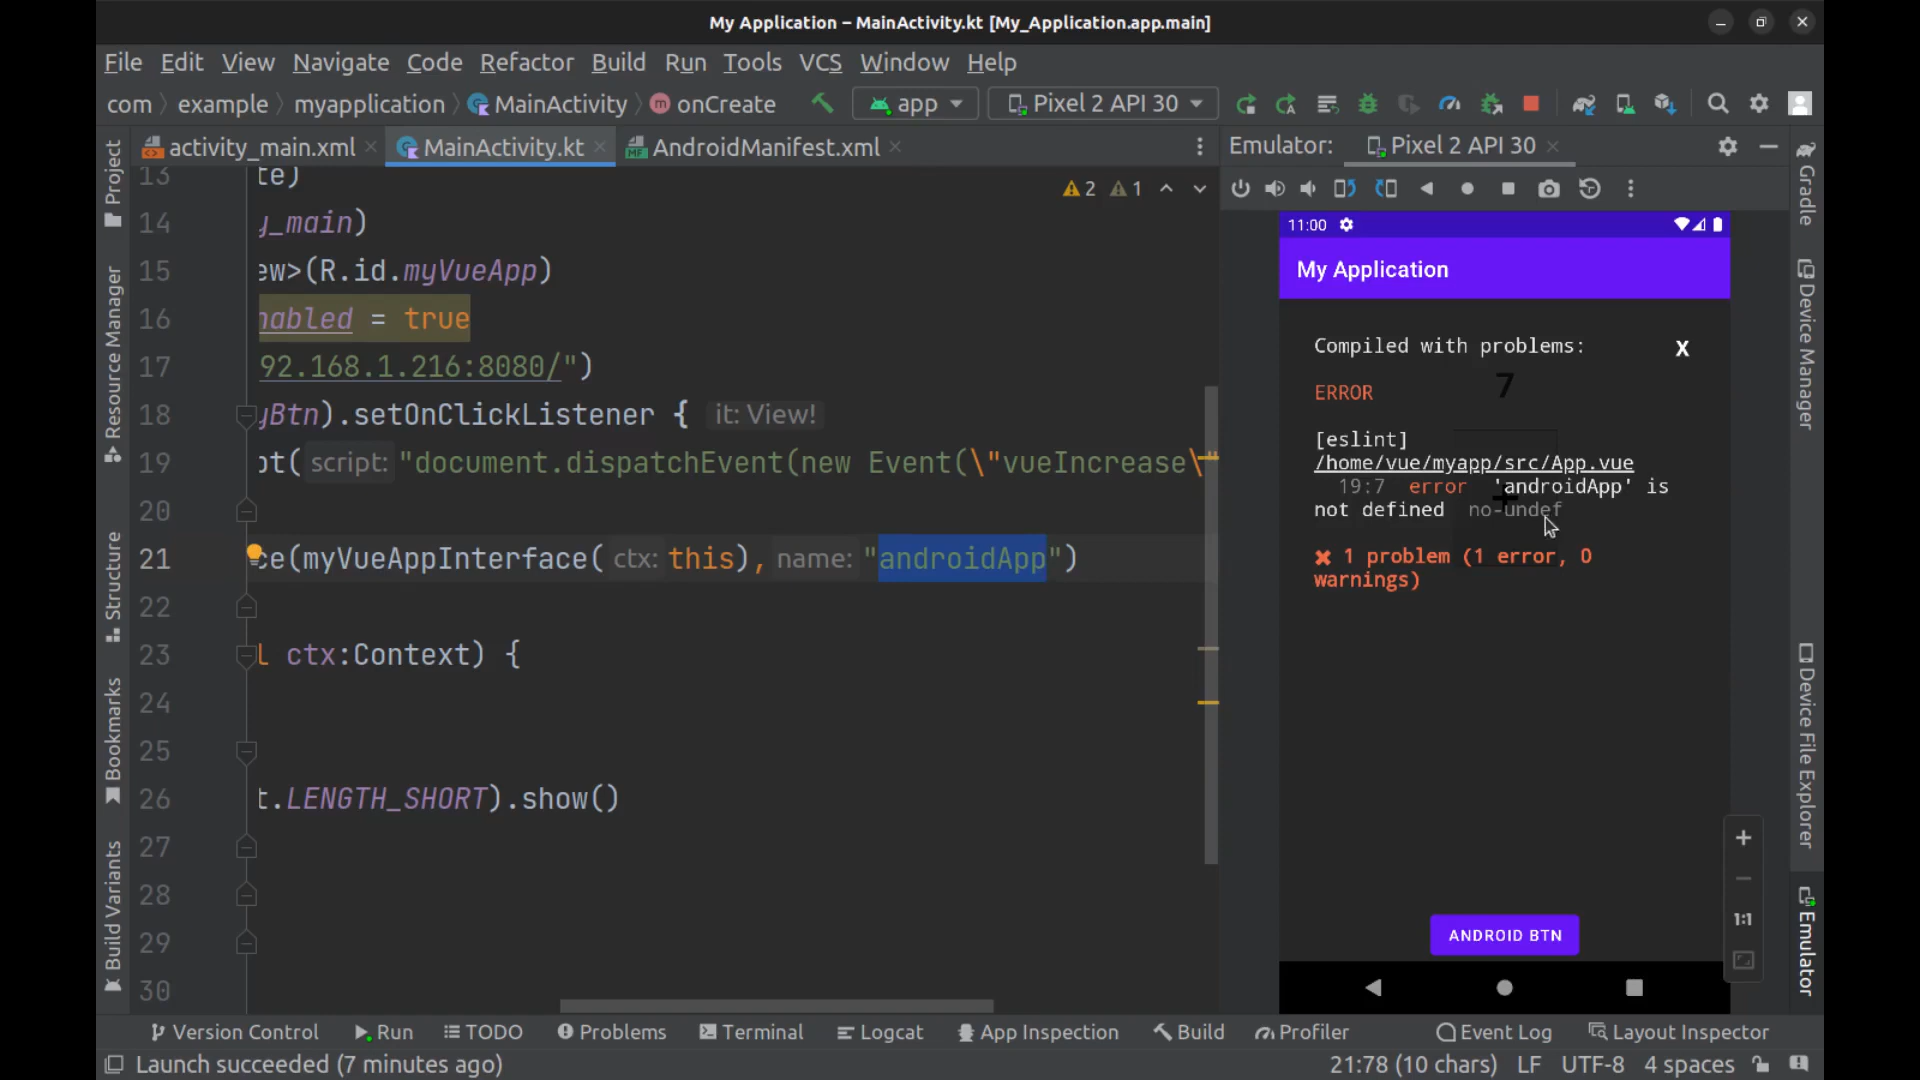 My Application – MainActivity.kt [My_Application.app.main]
File Edit View Navigate Code Refactor Build Run Tools VCS Window Help
com example myapplication MainActivity onCreate app Pixel 2 API 30
activity_main.xml MainActivity.kt AndroidManifest.xml
Emulator: Pixel 2 API 30
2 1
Project
Resource Manager
Structure
Bookmarks
Build Variants
13 te)
14 y_main)
15 ew>(R.id.myVueApp)
16 nabled = true
17 92.168.1.216:8080/")
18 yBtn).setOnClickListener { it: View!
19 pt( script: "document.dispatchEvent(new Event(\"vueIncrease\"
20
21 ce(myVueAppInterface( ctx: this), name: "androidApp")
22
23 l ctx:Context) {
24
25
26 t.LENGTH_SHORT).show()
27
28
29
30
11:00
My Application
Compiled with problems: X
7
ERROR
[eslint]
/home/vue/myapp/src/App.vue
19:7 error 'androidApp' is
not defined no-undef
+
✖ 1 problem (1 error, 0
warnings)
ANDROID BTN
+
−
1:1
Gradle
Device Manager
Device File Explorer
Emulator
Version Control Run TODO Problems Terminal Logcat App Inspection Build Profiler Event Log Layout Inspector
Launch succeeded (7 minutes ago) 21:78 (10 chars) LF UTF-8 4 spaces